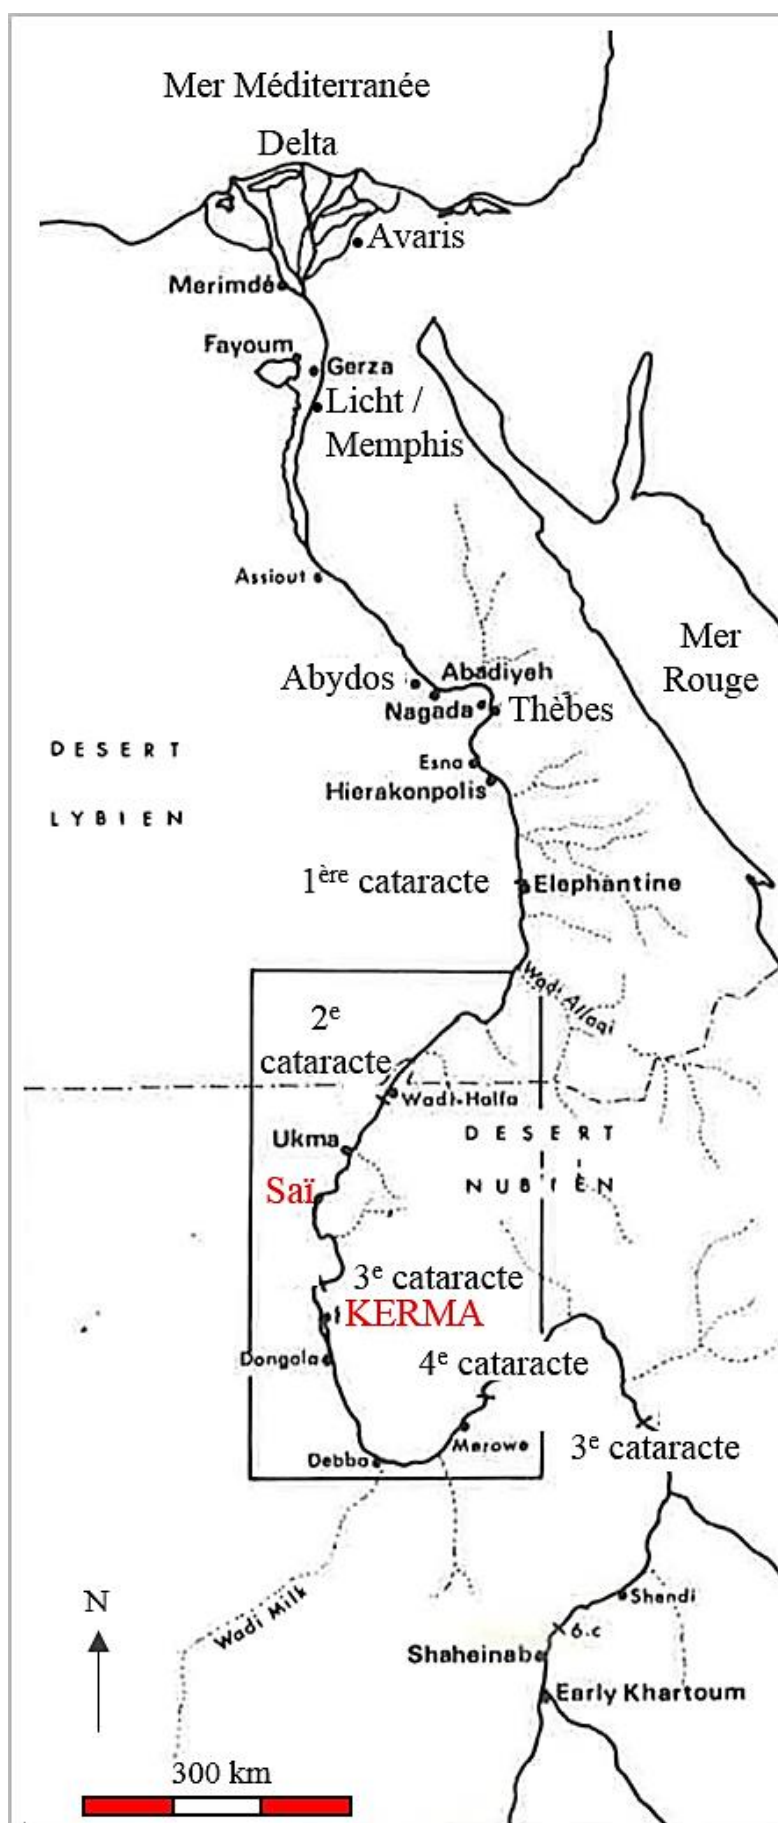 Mer Méditerranée
Delta
Avaris
Merimdé
Fayoum
Gerza
Licht /
Memphis
Assiout
Mer
Rouge
Abydos
Abadiyeh
Nagada
Thèbes
DESERT
LYBIEN
Esna
Hierakonpolis
1ère cataracte
Elephantine
Wadi Allaqi
2e
cataracte
Wadi-Halfa
DESERT
NUBIEN
Ukma
Saï
3e cataracte
KERMA
Dongola
4e cataracte
Merowe
3e cataracte
Debba
Wadi Milk
N
Shendi
6.c
Shaheinab
Early Khartoum
300 km